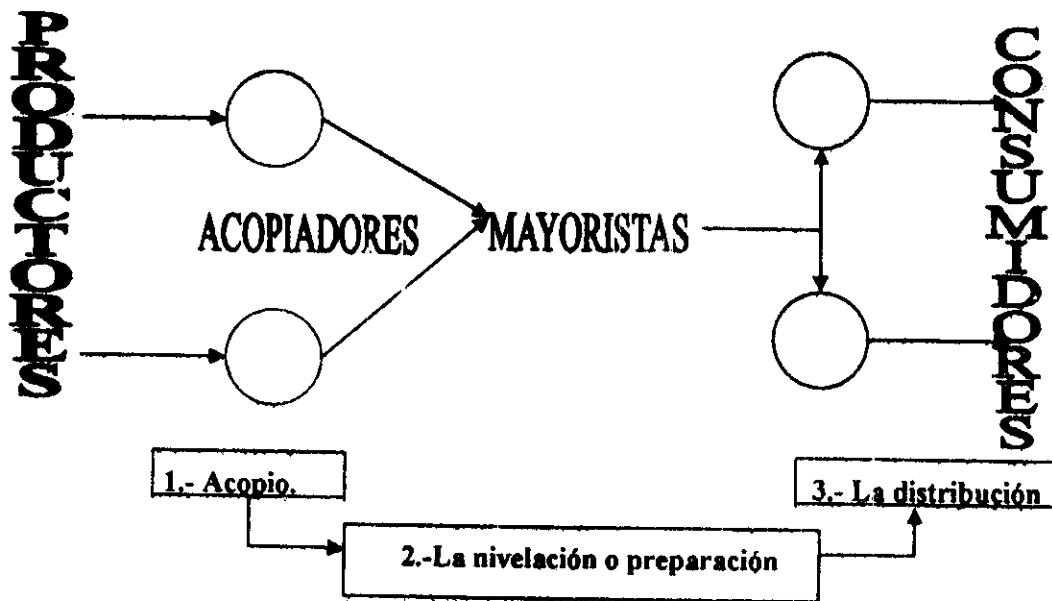 PRODUCTORES
ACOPIADORES
MAYORISTAS
CONSUMIDORES
1.- Acopio.
2.-La nivelación o preparación
3.- La distribución